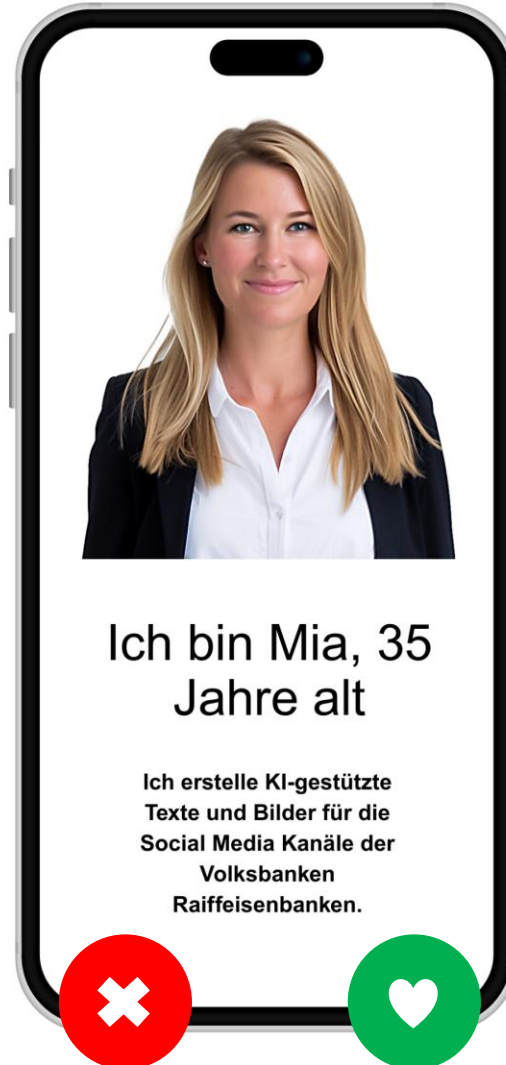 Ich bin Mia, 35
Jahre alt
Ich erstelle KI-gestützte
Texte und Bilder für die
Social Media Kanäle der
Volksbanken
Raiffeisenbanken.